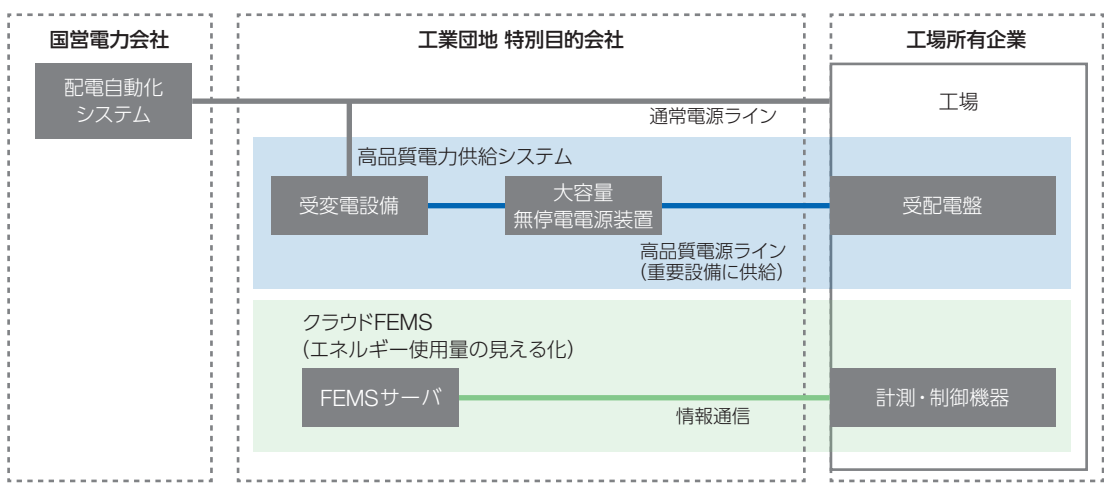 国営電力会社
工業団地 特別目的会社
工場所有企業
配電自動化
システム
工場
通常電源ライン
高品質電力供給システム
受変電設備
大容量
無停電電源装置
受配電盤
高品質電源ライン
(重要設備に供給)
クラウドFEMS
(エネルギー使用量の見える化)
FEMSサーバ
情報通信
計測・制御機器